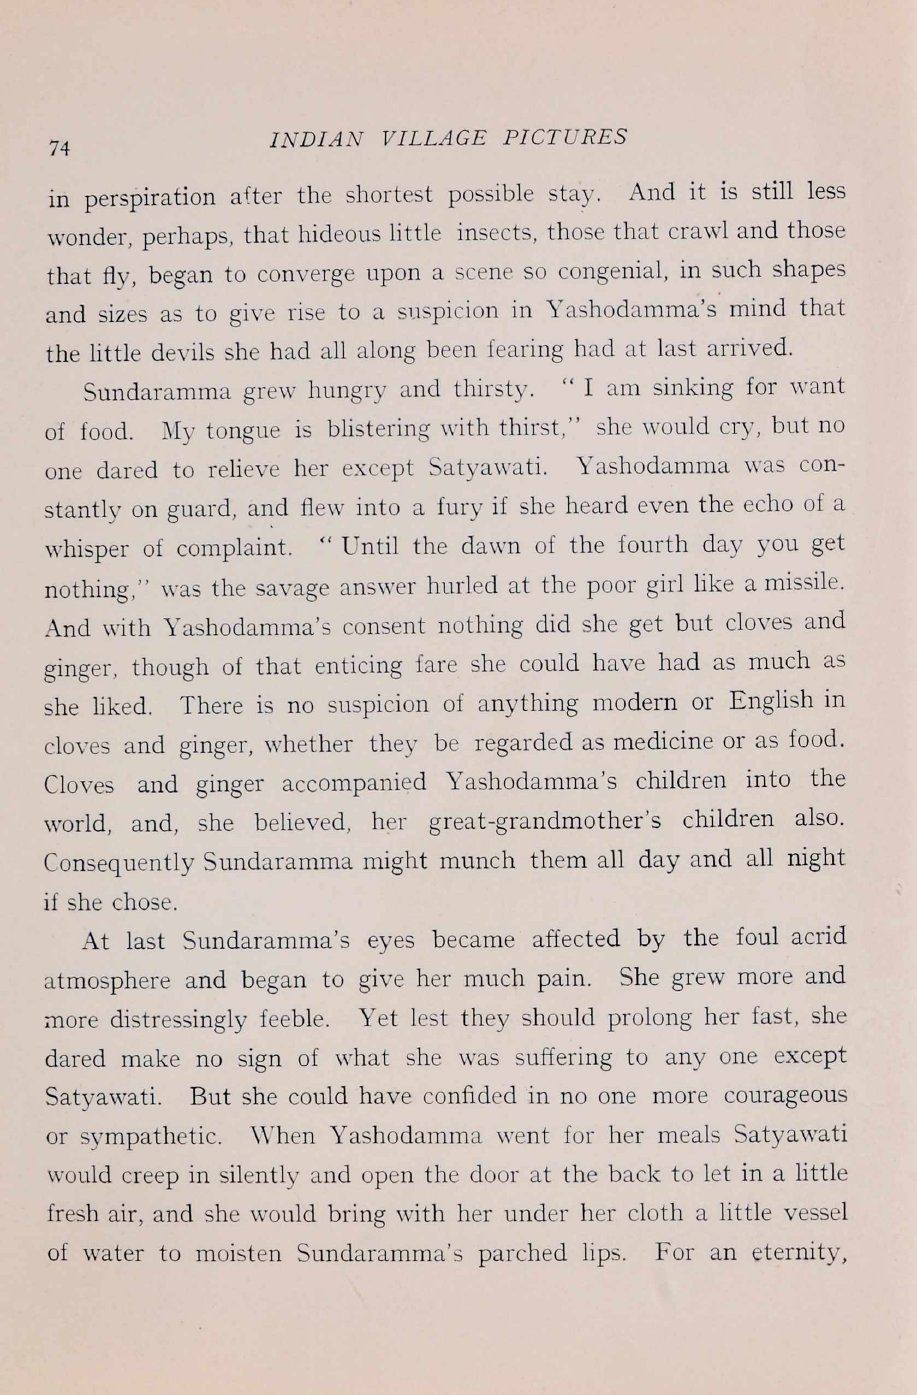 74
INDIAN VILLAGE PICTURES
in perspiration after the shortest possible stay. And it is still less
wonder, perhaps, that hideous little insects, those that crawl and those
that fly, began to converge upon a scene so congenial, in such shapes
and sizes as to give rise to a suspicion in Yashodamma's mind that
the little devils she had all along been fearing had at last arrived.
Sundaramma grew hungry and thirsty. " I am sinking for want
of food. My tongue is blistering with thirst," she would cry, but no
one dared to relieve her except Satyawati. Yashodamma was con-
stantly on guard, and flew into a fury if she heard even the echo of a
whisper of complaint. " Until the dawn of the fourth day you get
nothing," was the savage answer hurled at the poor girl like a missile.
And with Yashodamma's consent nothing did she get but cloves and
ginger, though of that enticing fare she could have had as much as
she liked. There is no suspicion of anything modern or English in
cloves and ginger, whether they be regarded as medicine or as food.
Cloves and ginger accompanied Yashodamma's children into the
world, and, she believed, her great-grandmother's children also.
Consequently Sundaramma might munch them all day and all night
if she chose.
At last Sundaramma's eyes became affected by the foul acrid
atmosphere and began to give her much pain. She grew more and
more distressingly feeble. Yet lest they should prolong her fast, she
dared make no sign of what she was suffering to any one except
Satyawati. But she could have confided in no one more courageous
or sympathetic. When Yashodamma went for her meals Satyawati
would creep in silently and open the door at the back to let in a little
fresh air, and she would bring with her under her cloth a little vessel
of water to moisten Sundaramma's parched lips. For an eternity,